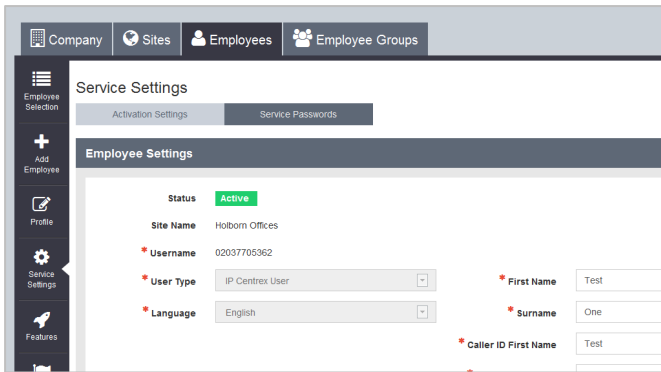 Company Sites Employees Employee Groups
Employee
Selection
Add
Employee
Profile
Service
Settings
Features
Service Settings
Activation Settings Service Passwords
Employee Settings
Status Active
Site Name Holborn Offices
* Username 02037705362
* User Type IP Centrex User * First Name Test
* Language English * Surname One
* Caller ID First Name Test